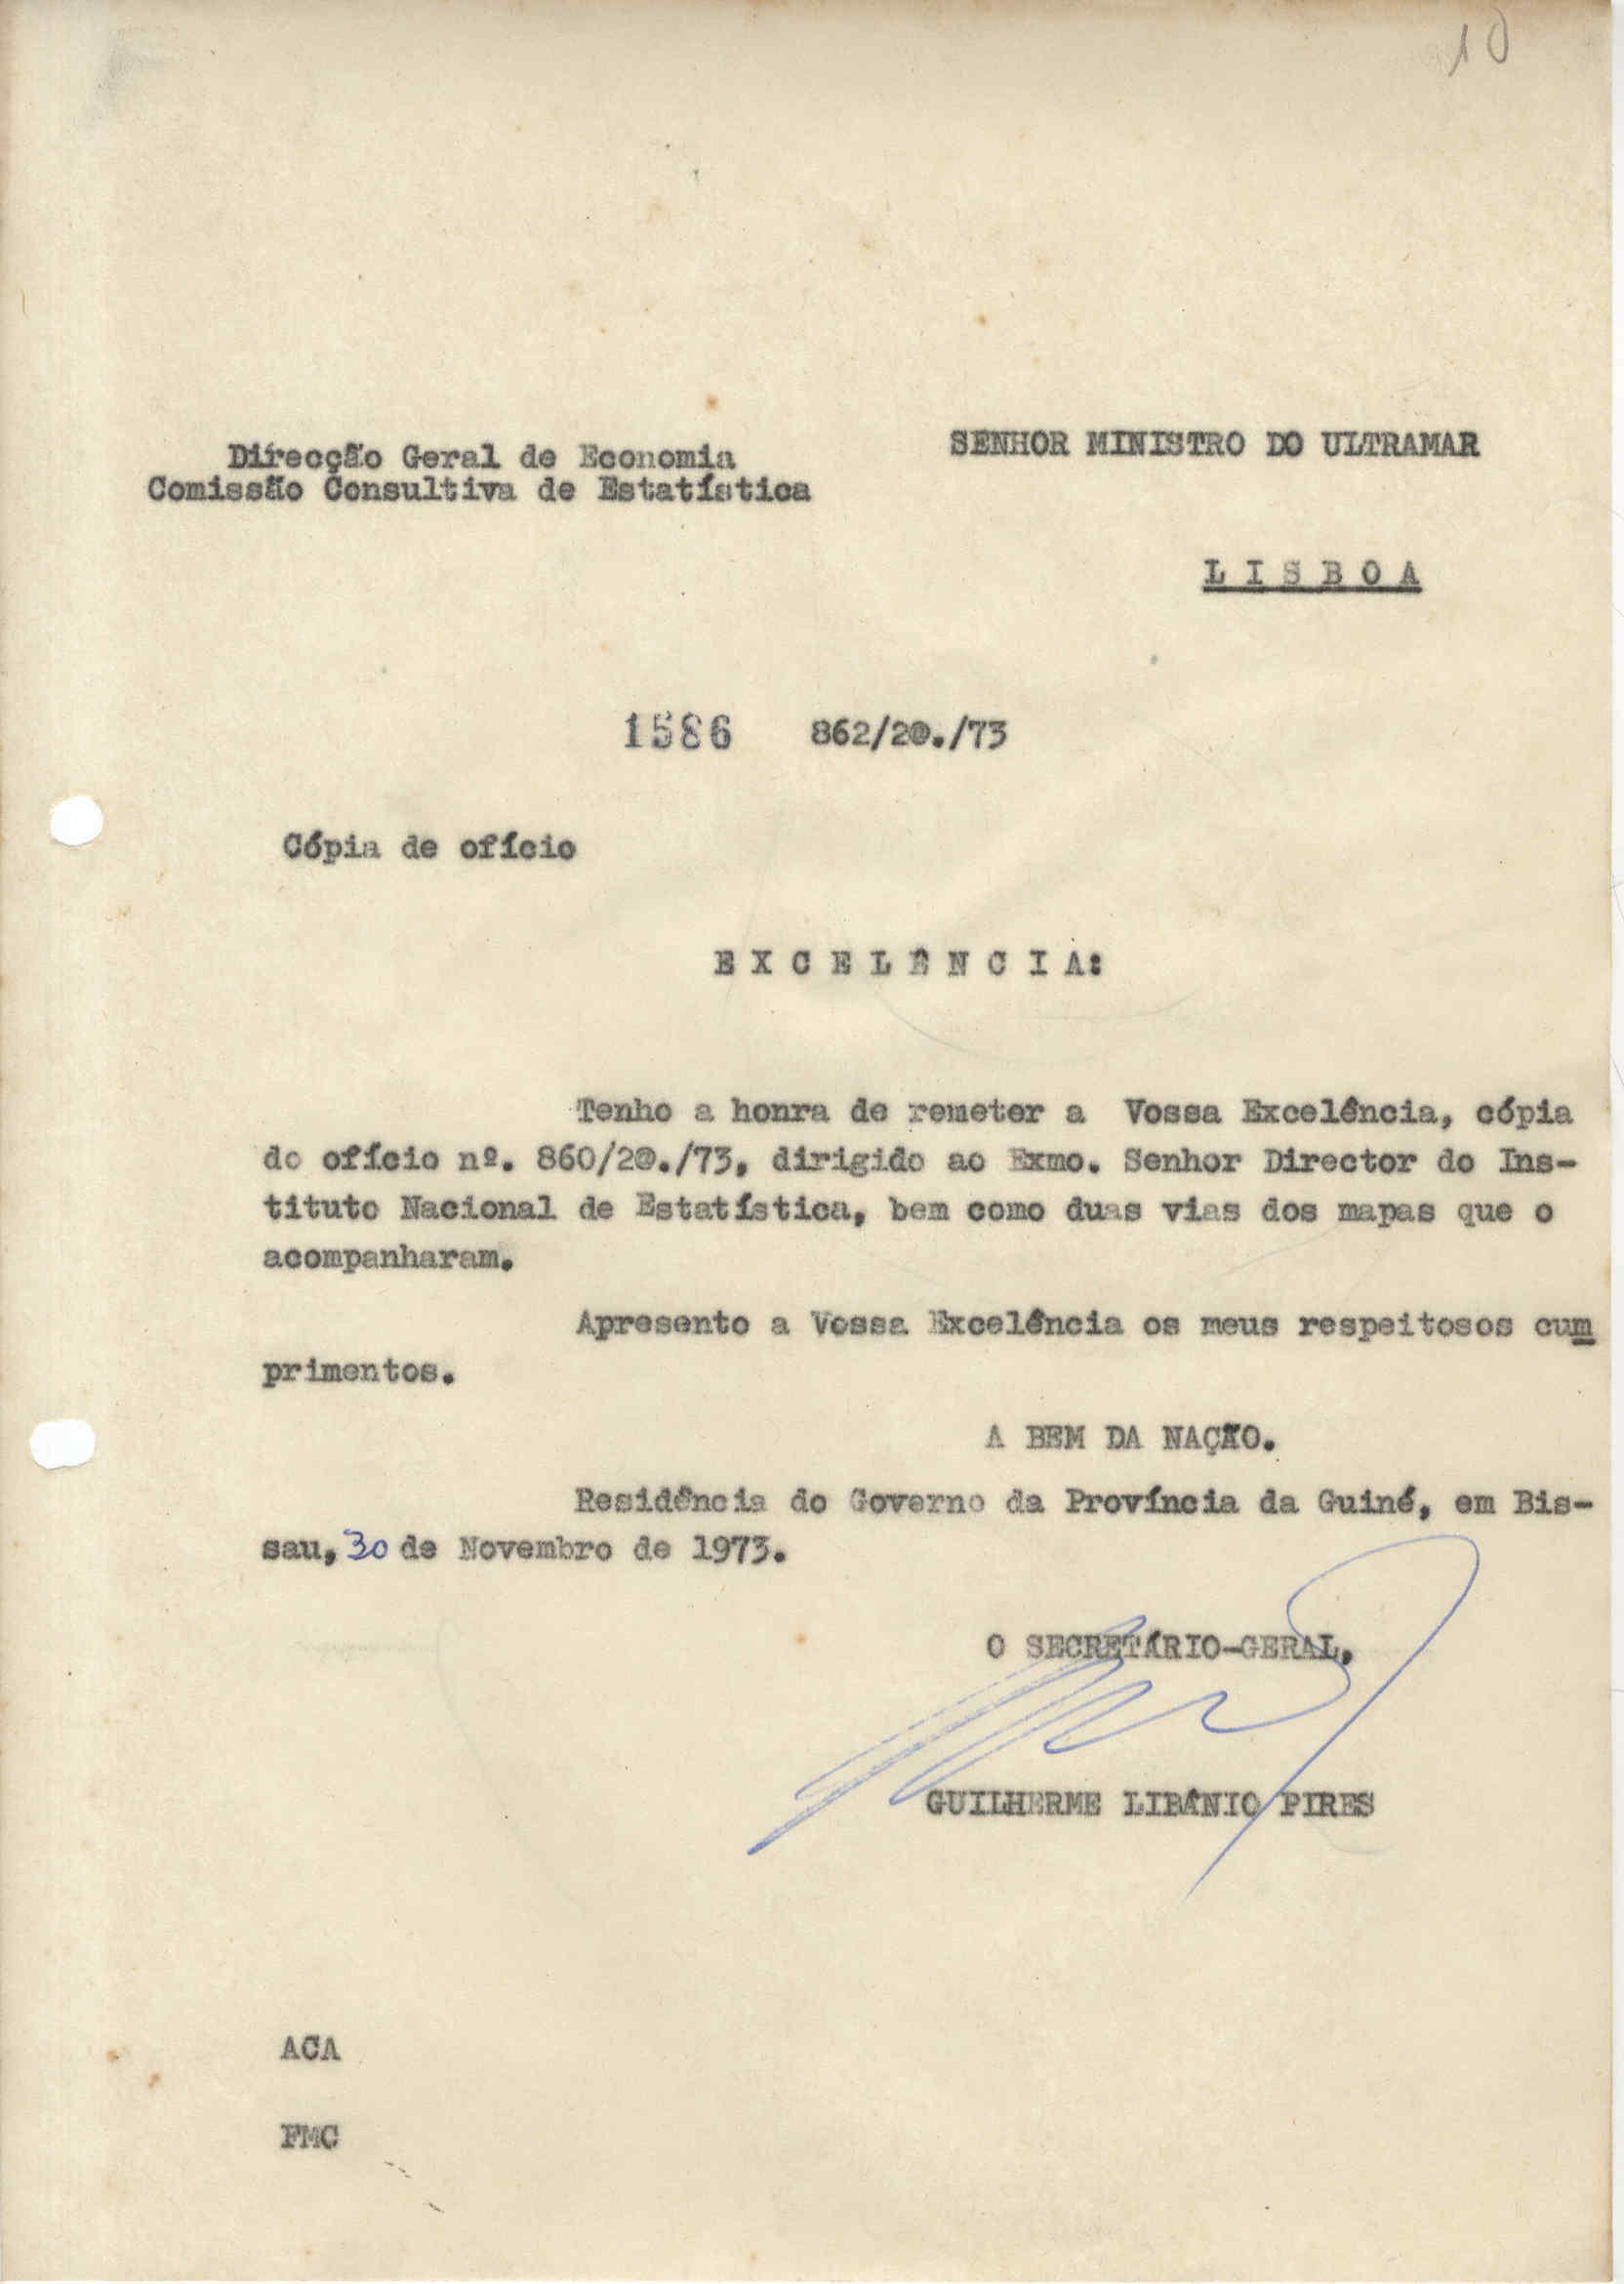 10
Direcção Geral de Economia
Comissão Consultiva de Estatística
SENHOR MINISTRO DO ULTRAMAR
L I S B O A
1586 862/2@./73
Cópia de ofício
E X C E L Ê N C I A:
Tenho a honra de remeter a Vossa Excelência, cópia
do ofício nº. 860/2@./73, dirigido ao Exmo. Senhor Director do Ins-
tituto Nacional de Estatística, bem como duas vias dos mapas que o
acompanharam.
Apresento a Vossa Excelência os meus respeitosos cum
primentos.
A BEM DA NAÇÃO.
Residência do Governo da Província da Guiné, em Bis-
sau, 30 de Novembro de 1973.
O SECRETÁRIO-GERAL,
GUILHERME LIBÂNIO PIRES
ACA
FMC